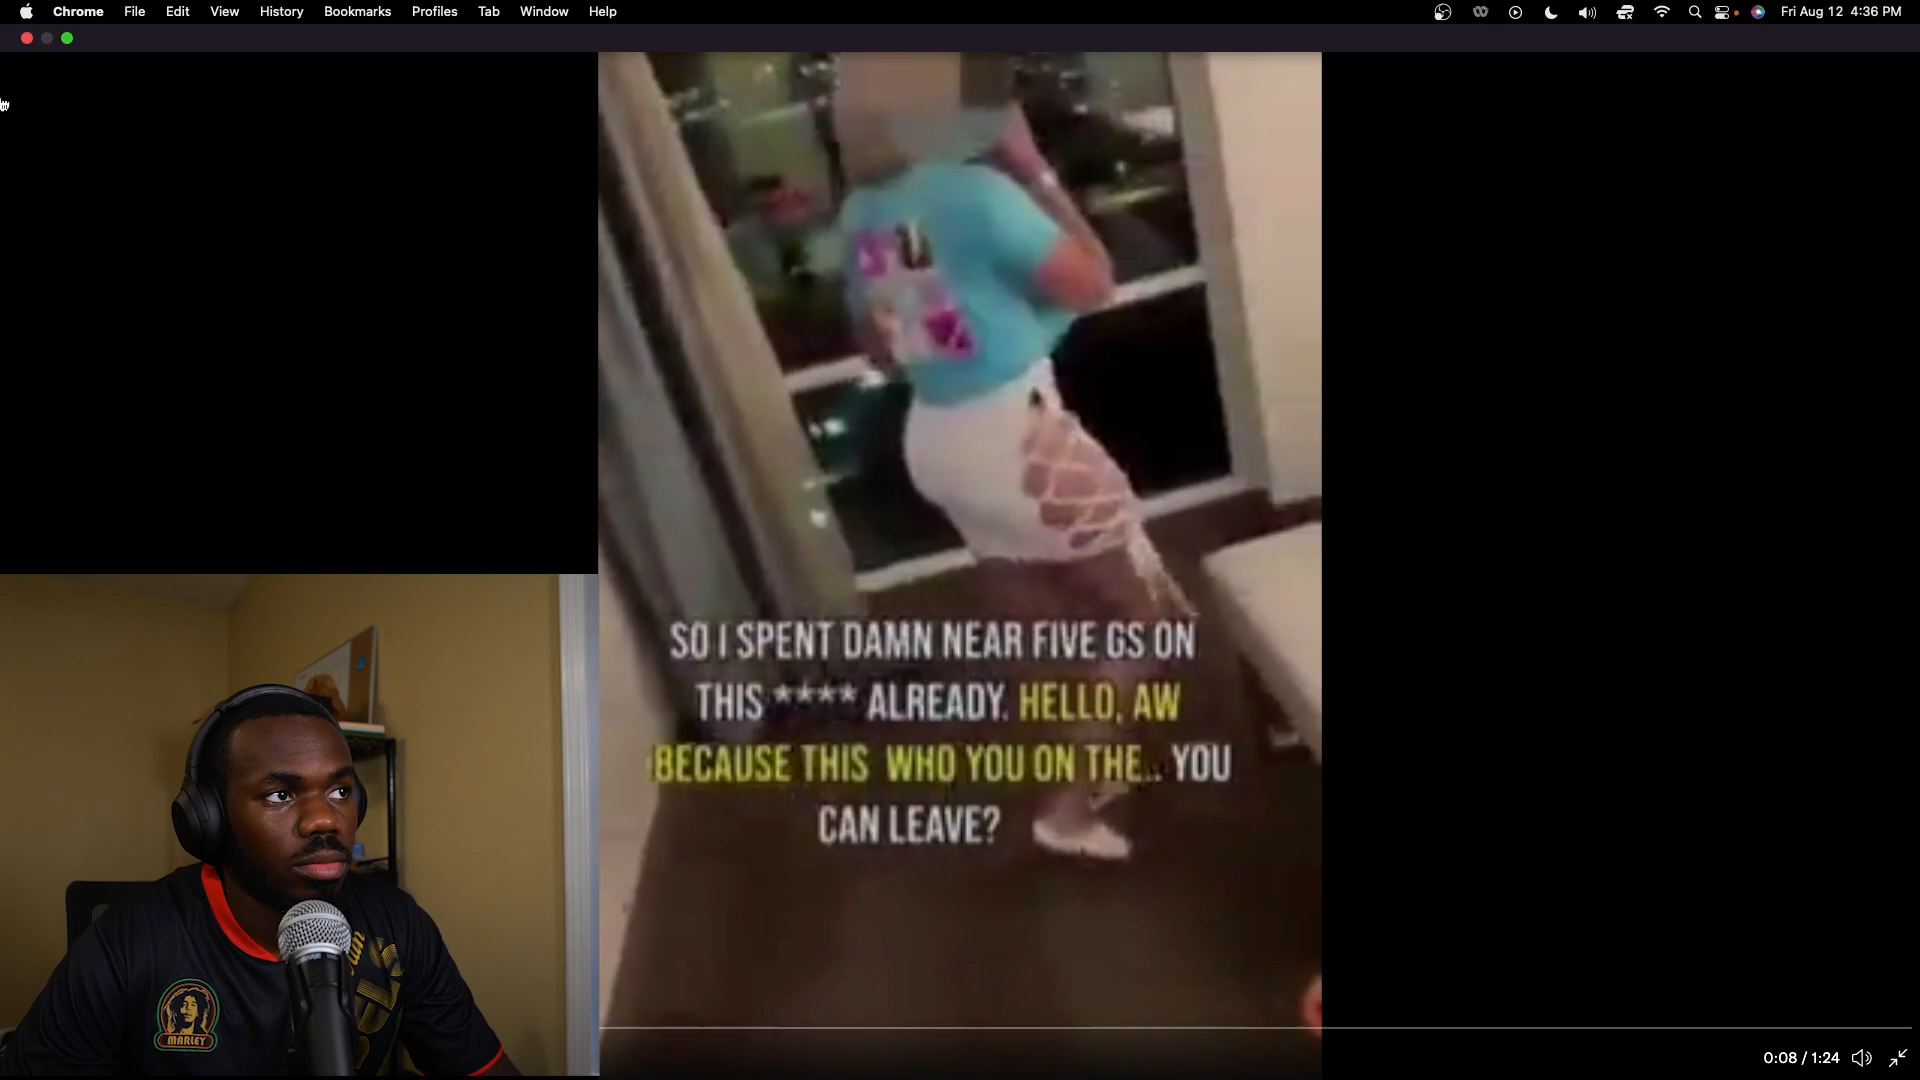 Chrome File Edit View History Bookmarks Profiles Tab Window Help Fri Aug 12 4:36 PM
SO I SPENT DAMN NEAR FIVE GS ON
THIS **** ALREADY. HELLO, AW
BECAUSE THIS WHO YOU ON THE.. YOU
CAN LEAVE?
MARLEY
0:08 / 1:24